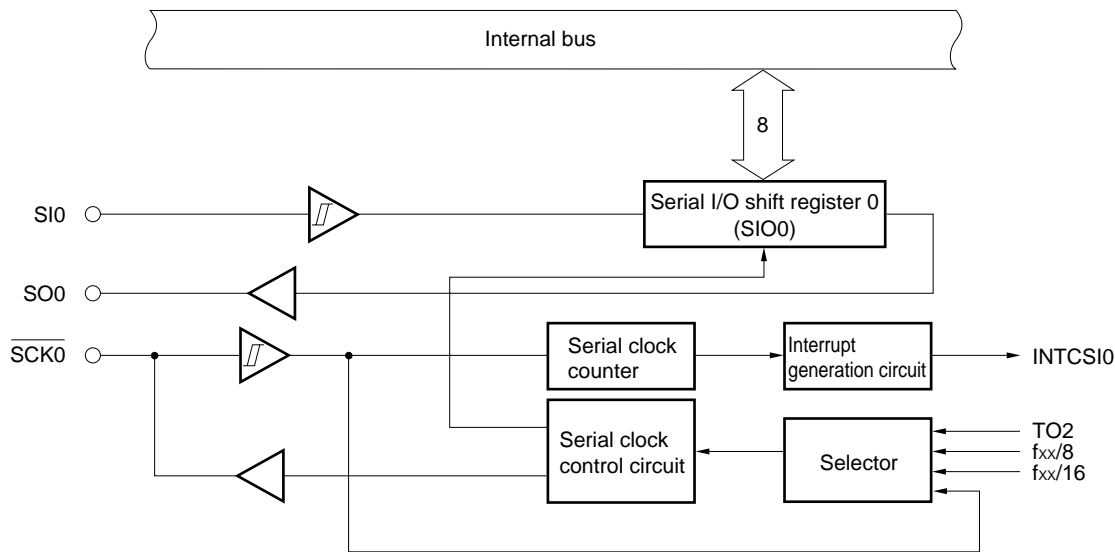 Internal bus
8
SI0
Serial I/O shift register 0
(SIO0)
SO0
SCK0
Serial clock
counter
Interrupt
generation circuit
INTCSI0
Serial clock
control circuit
Selector
TO2
fxx/8
fxx/16